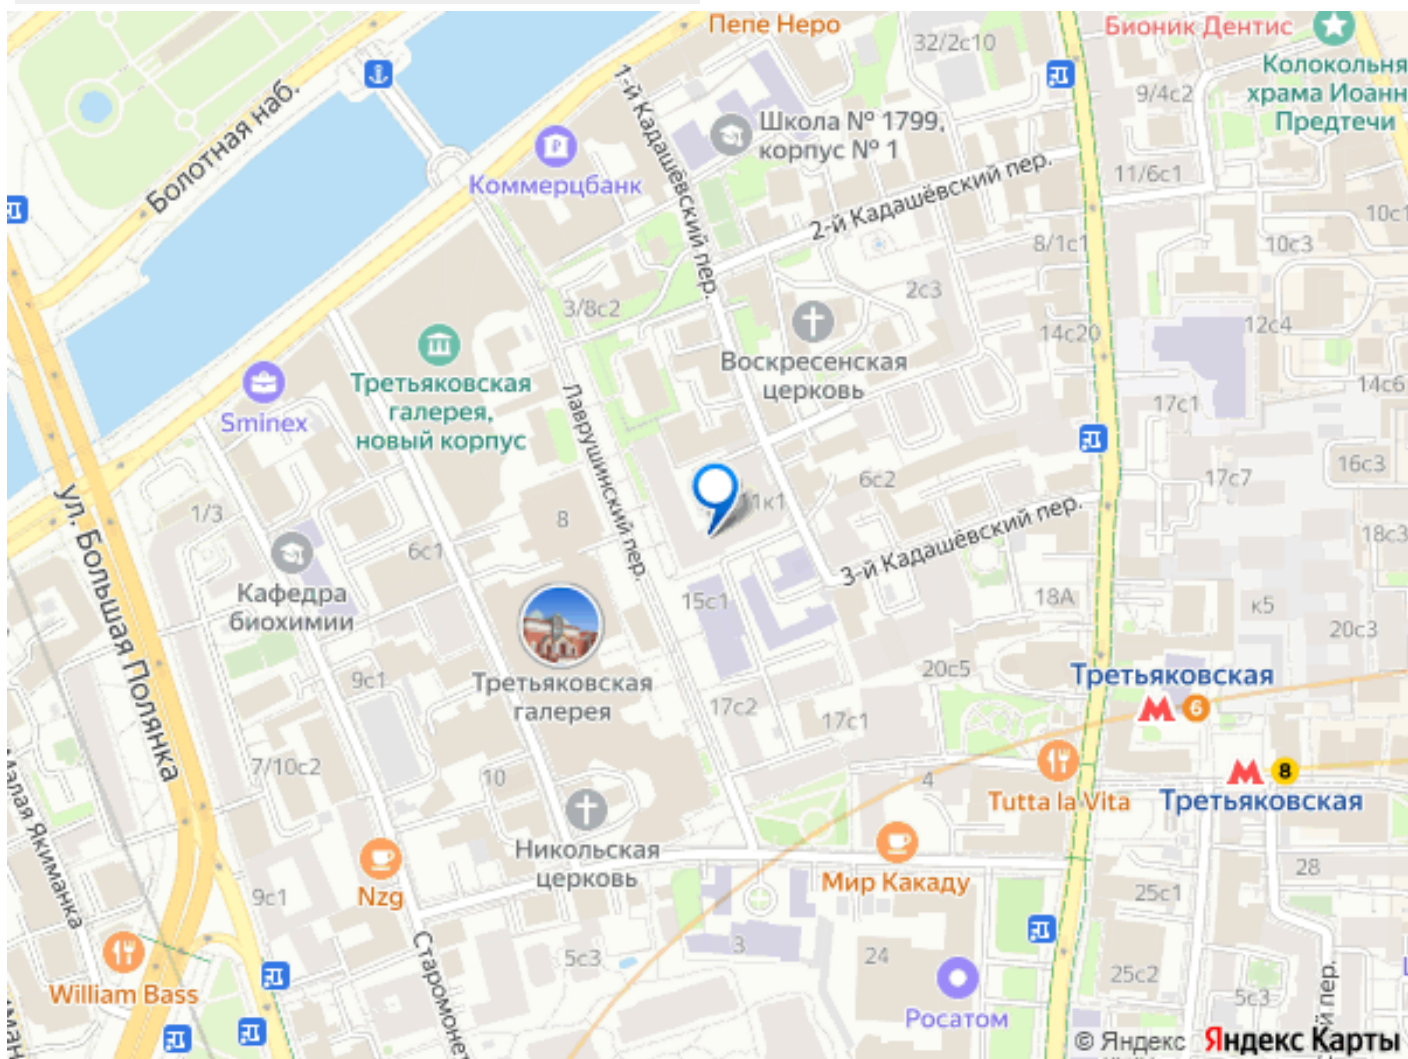 Пепе Неро
Бионик Дентис
32/2с10
Колокольня
храма Иоанн
Предтечи
9/4с2
Болотная наб.
1-й Кадашёвский пер.
Школа № 1799,
корпус № 1
Коммерцбанк
11/6с1
2-й Кадашёвский пер.
10с1
8/1с1
10с3
2с3
3/8с2
12с4
14с20
Воскресенская
церковь
Третьяковская
галерея,
новый корпус
Sminex
14с6
17с1
Лаврушинский пер.
16с3
17с7
6с2
11к1
ул. Большая Полянка
1/3
8
6с1
18с3
3-й Кадашёвский пер.
Кафедра
биохимии
15с1
18А
к5
20с3
Третьяковская
6
20с5
9с1
Третьяковская
галерея
17с2
17с1
7/10с2
10
4
8
Третьяковская
Tutta la Vita
Малая Якиманка
Никольская
церковь
Мир Какаду
28
Nzg
9с1
25с1
Старомонет
3
5с3
24
25с2
William Bass
5с3
й пер.
Росатом
© Яндекс Яндекс Карты